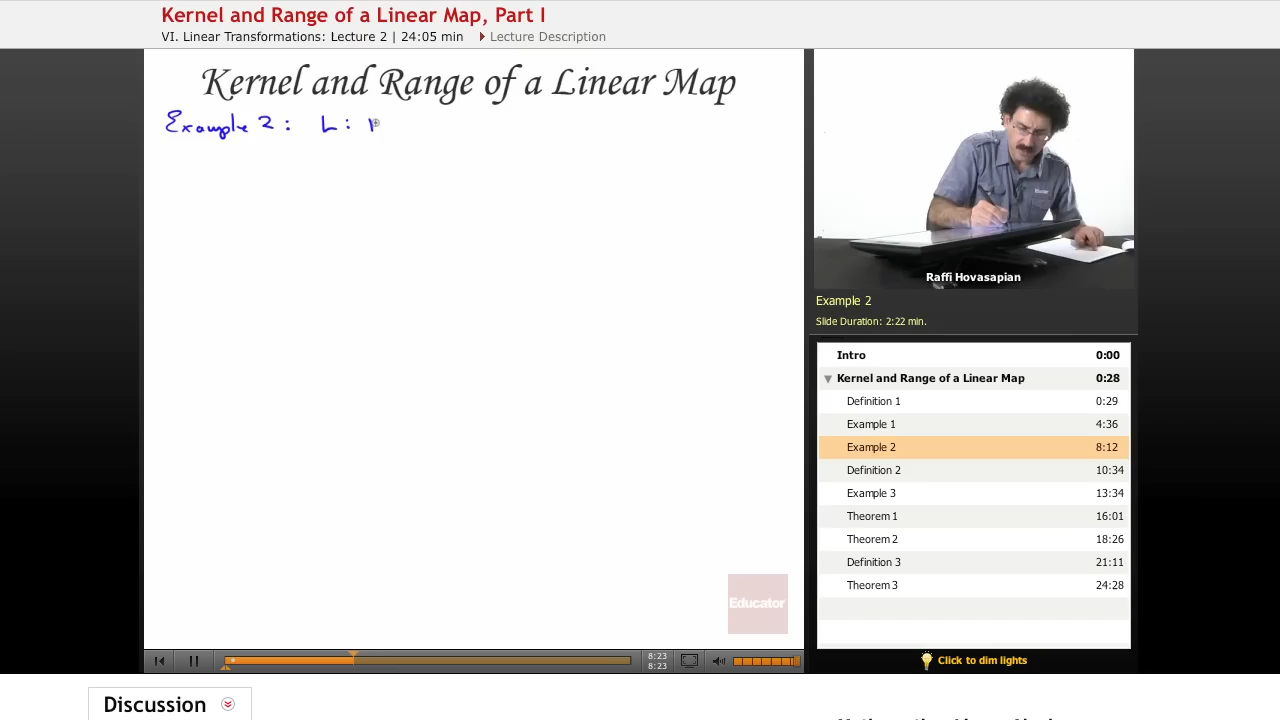 Kernel and Range of a Linear Map, Part I
VI. Linear Transformations: Lecture 2 | 24:05 min
Lecture Description
Kernel and Range of a Linear Map
Example 2 : L :
Educator
Raffi Hovasapian
Example 2
Slide Duration: 2:22 min.
Intro 0:00
Kernel and Range of a Linear Map 0:28
Definition 1 0:29
Example 1 4:36
Example 2 8:12
Definition 2 10:34
Example 3 13:34
Theorem 1 16:01
Theorem 2 18:26
Definition 3 21:11
Theorem 3 24:28
8:23
8:23
Click to dim lights
Discussion